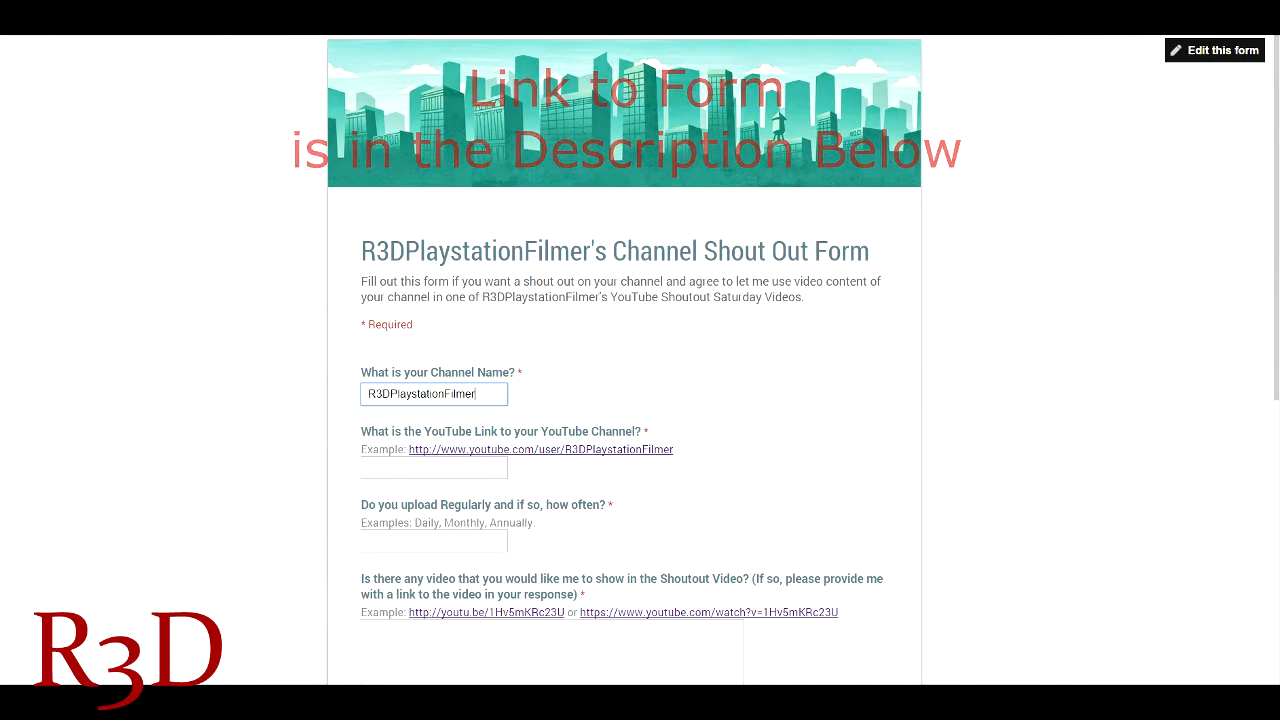 Edit this form
Link to Form
is in the Description Below
R3DPlaystationFilmer's Channel Shout Out Form
Fill out this form if you want a shout out on your channel and agree to let me use video content of
your channel in one of R3DPlaystationFilmer's YouTube Shoutout Saturday Videos.
* Required
What is your Channel Name? *
R3DPlaystationFilmer
What is the YouTube Link to your YouTube Channel? *
Example: http://www.youtube.com/user/R3DPlaystationFilmer
Do you upload Regularly and if so, how often? *
Examples: Daily, Monthly, Annually.
Is there any video that you would like me to show in the Shoutout Video? (If so, please provide me
with a link to the video in your response) *
Example: http://youtu.be/1Hv5mKRc23U or https://www.youtube.com/watch?v=1Hv5mKRc23U
R3D